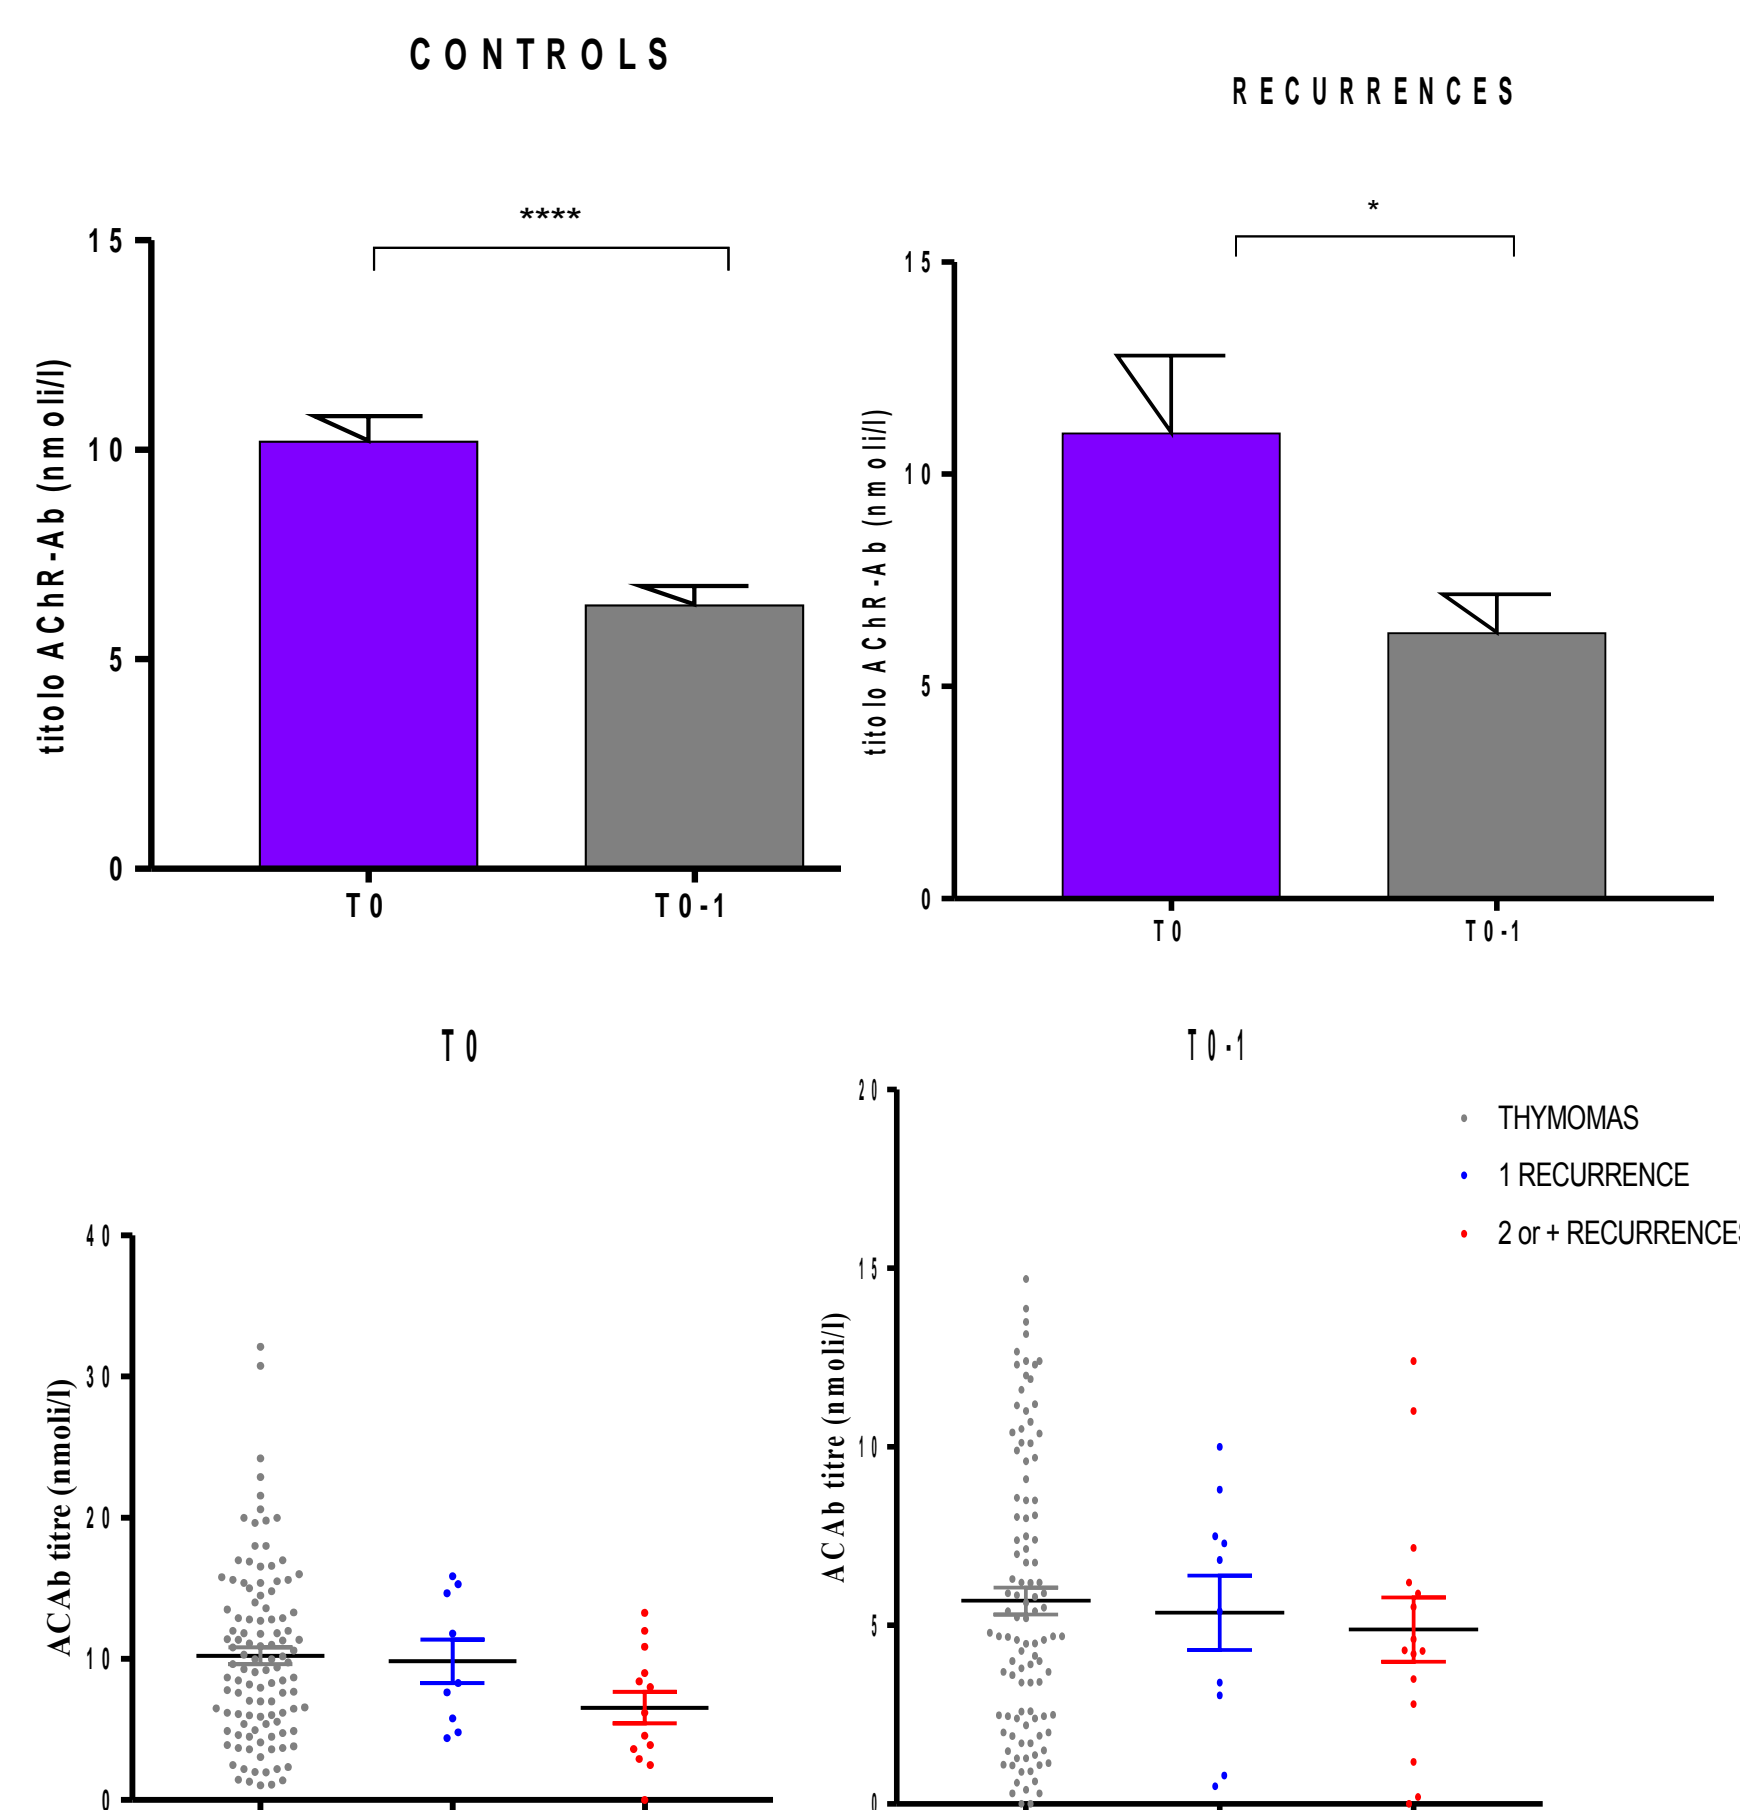 CONTROLS
RECURRENCES
****
*
titolo AChR-Ab (nmoli/l)
15
10
5
0
T0
T0-1
titolo AChR-Ab (nmoli/l)
15
10
5
0
T0
T0-1
T0
ACAb titre (nmoli/l)
40
30
20
10
0
T0-1
ACAb titre (nmoli/l)
20
15
10
5
0
THYMOMAS
1 RECURRENCE
2 or + RECURRENCES